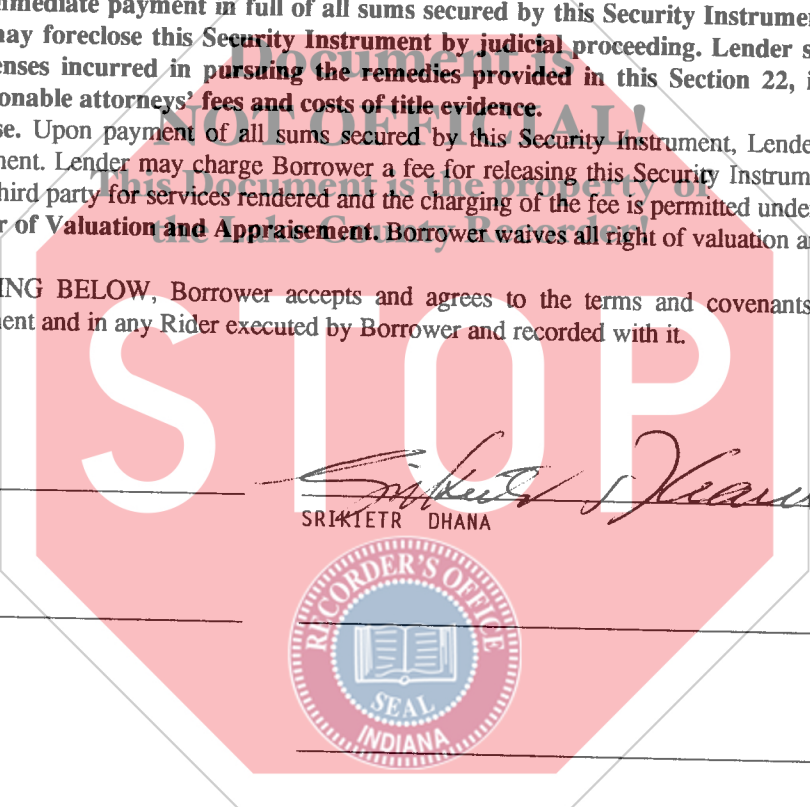 mmediate payment in full of all sums secured by this Security Instrume
may foreclose this Security Instrument by judicial proceeding. Lender s
enses incurred in pursuing the remedies provided in this Section 22, i
onable attorneys' fees and costs of title evidence.
se. Upon payment of all sums secured by this Security Instrument, Lende
ment. Lender may charge Borrower a fee for releasing this Security Instrum
third party for services rendered and the charging of the fee is permitted unde
r of Valuation and Appraisement. Borrower waives all right of valuation a
ING BELOW, Borrower accepts and agrees to the terms and covenants
ent and in any Rider executed by Borrower and recorded with it.
Document is
NOT OFFICIAL!
This Document is the property of
the Lake County Recorder!
STOP
SRIKIETR DHANA
RECORDER'S OFFICE
SEAL
INDIANA